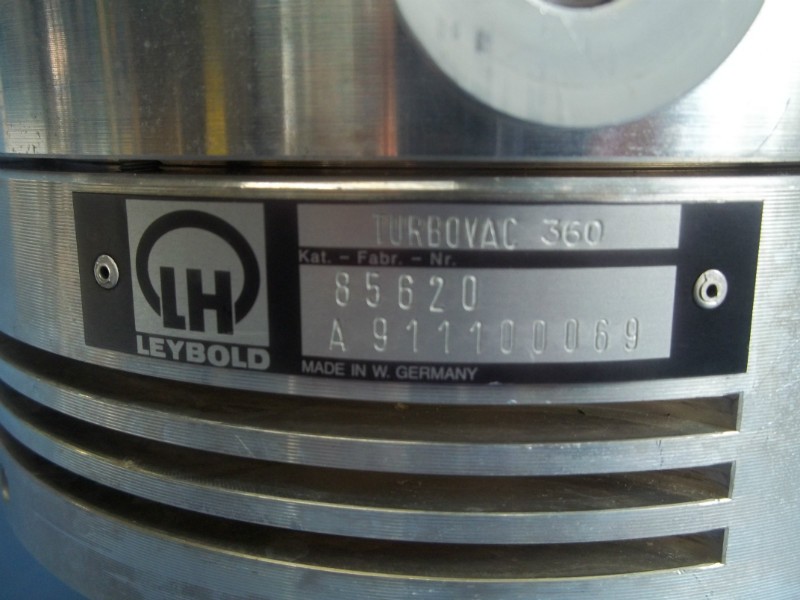 TURBOVAC 360
Kat. - Fabr. - Nr.
85620
A 911100069
LH
LEYBOLD
MADE IN W. GERMANY